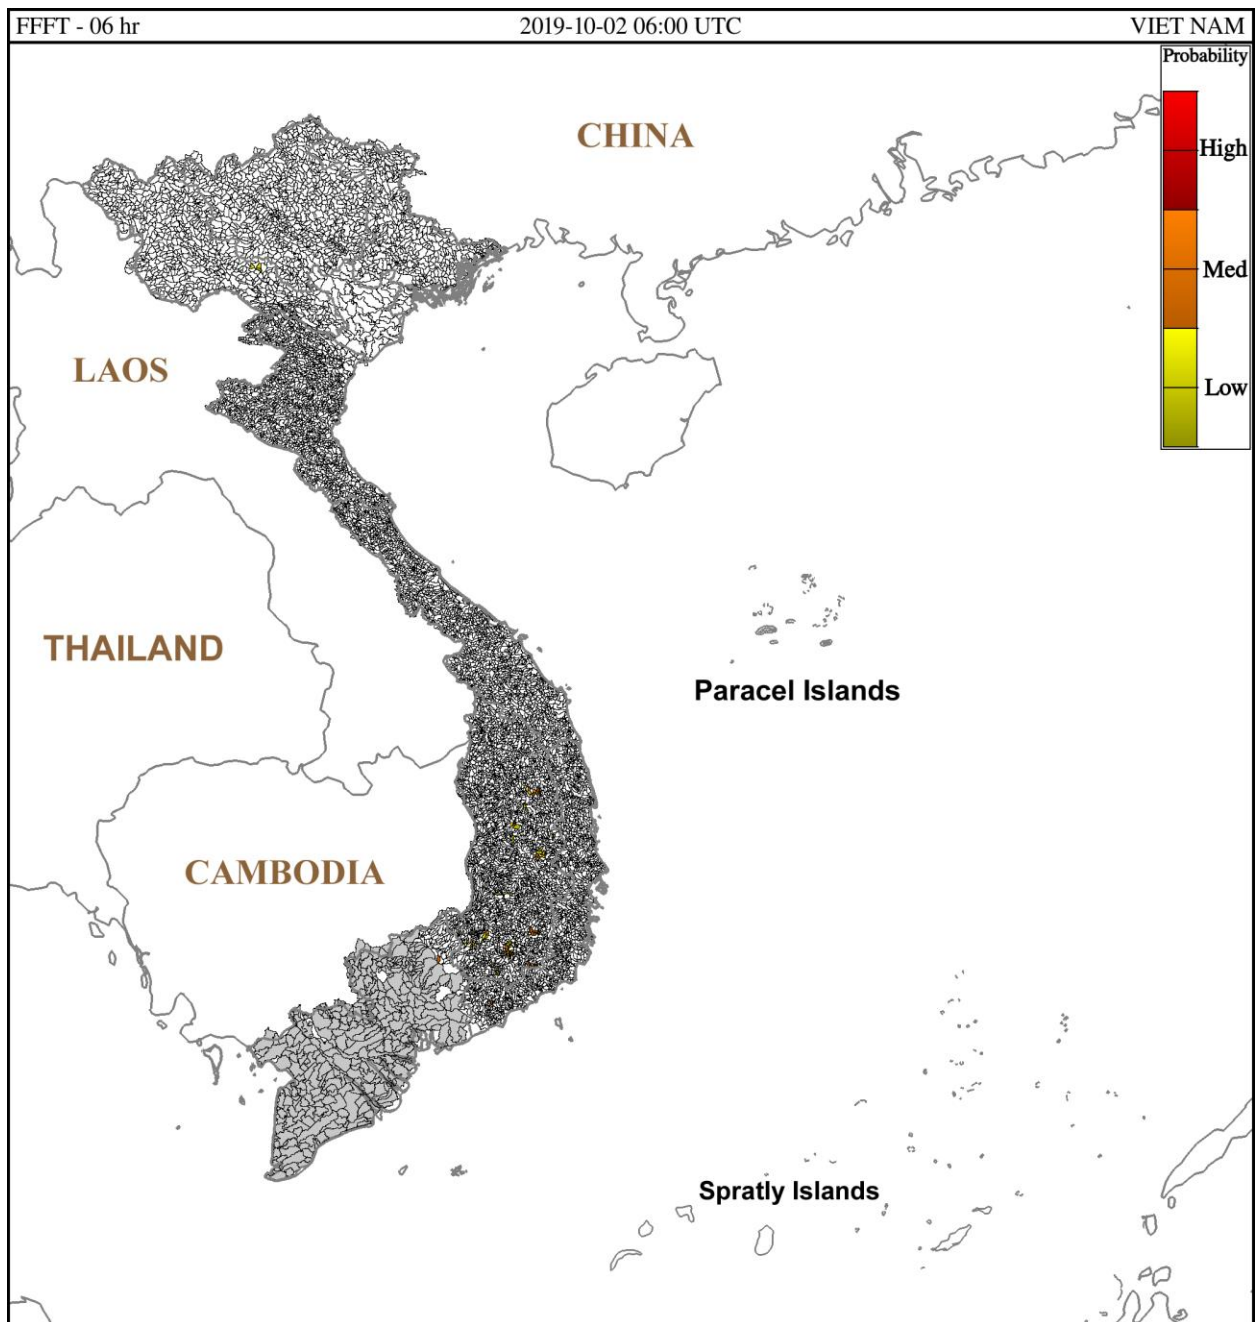 FFFT - 06 hr
2019-10-02 06:00 UTC
VIET NAM
Probability
CHINA
High
Med
LAOS
Low
THAILAND
Paracel Islands
CAMBODIA
Spratly Islands